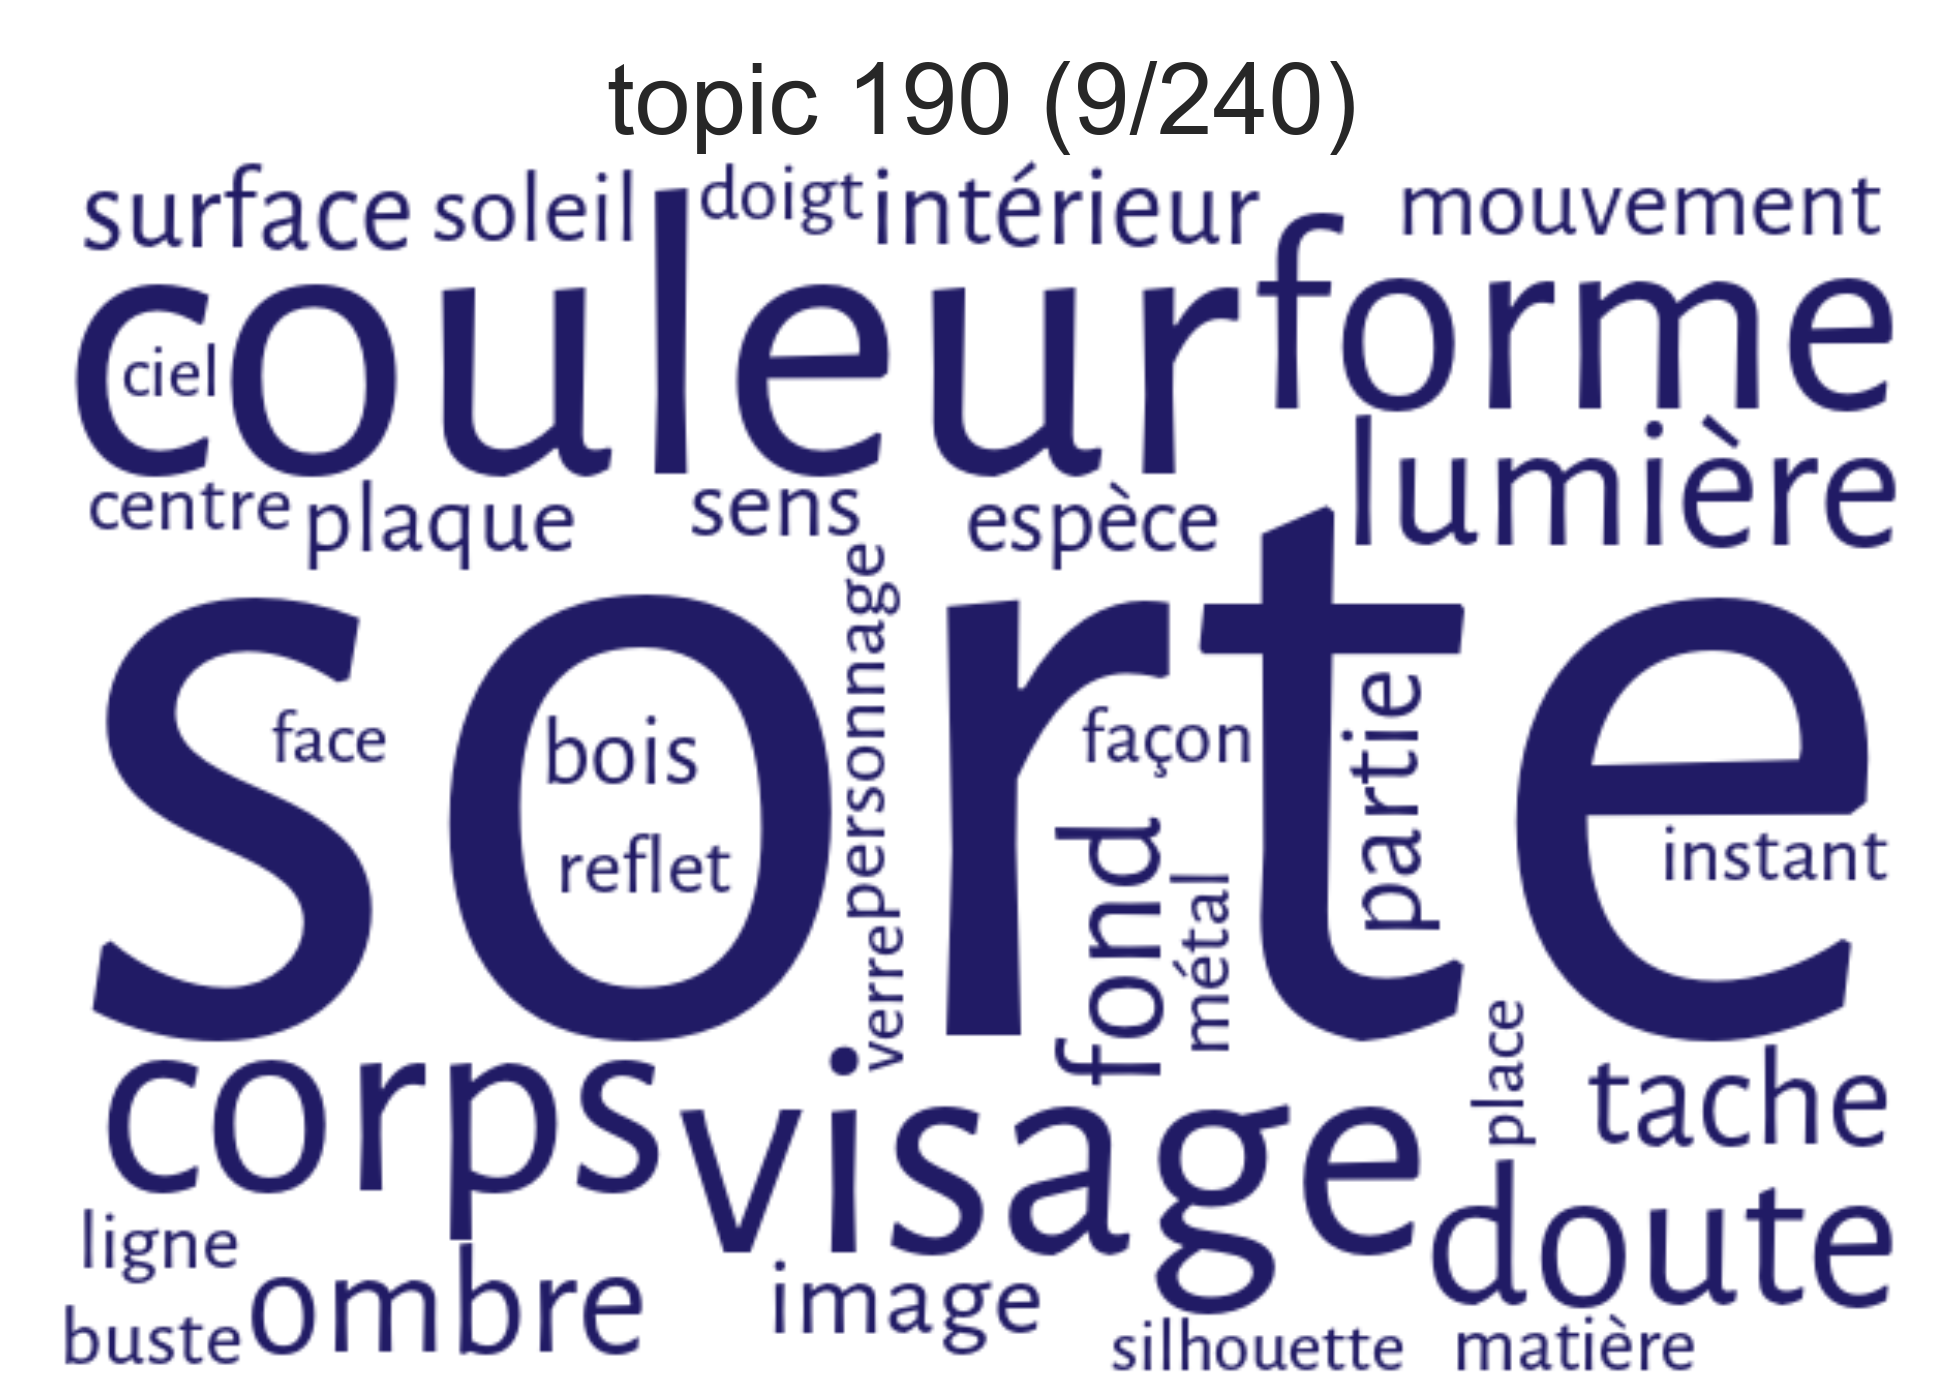 topic 190 (9/240)
surface soleil doigt intérieur mouvement
couleur forme
ciel
lumière
centre plaque sens espèce
sorte
personnage
face bois façon partie
reflet instant
verre fond métal
place
corps visage tache
doute
ligne
ombre image
buste silhouette matière